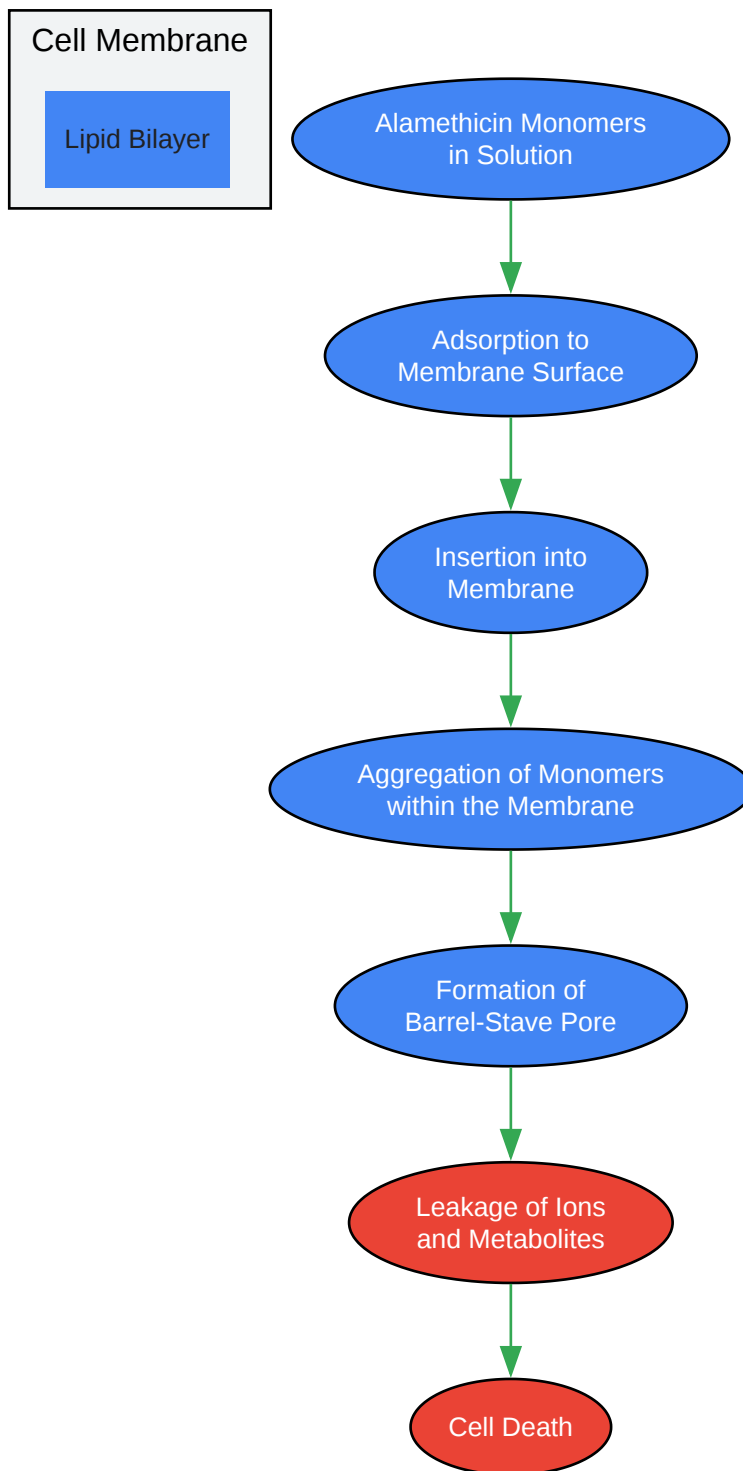 Cell Membrane
Lipid Bilayer
Alamethicin Monomers
in Solution
Adsorption to
Membrane Surface
Insertion into
Membrane
Aggregation of Monomers
within the Membrane
Formation of
Barrel-Stave Pore
Leakage of Ions
and Metabolites
Cell Death